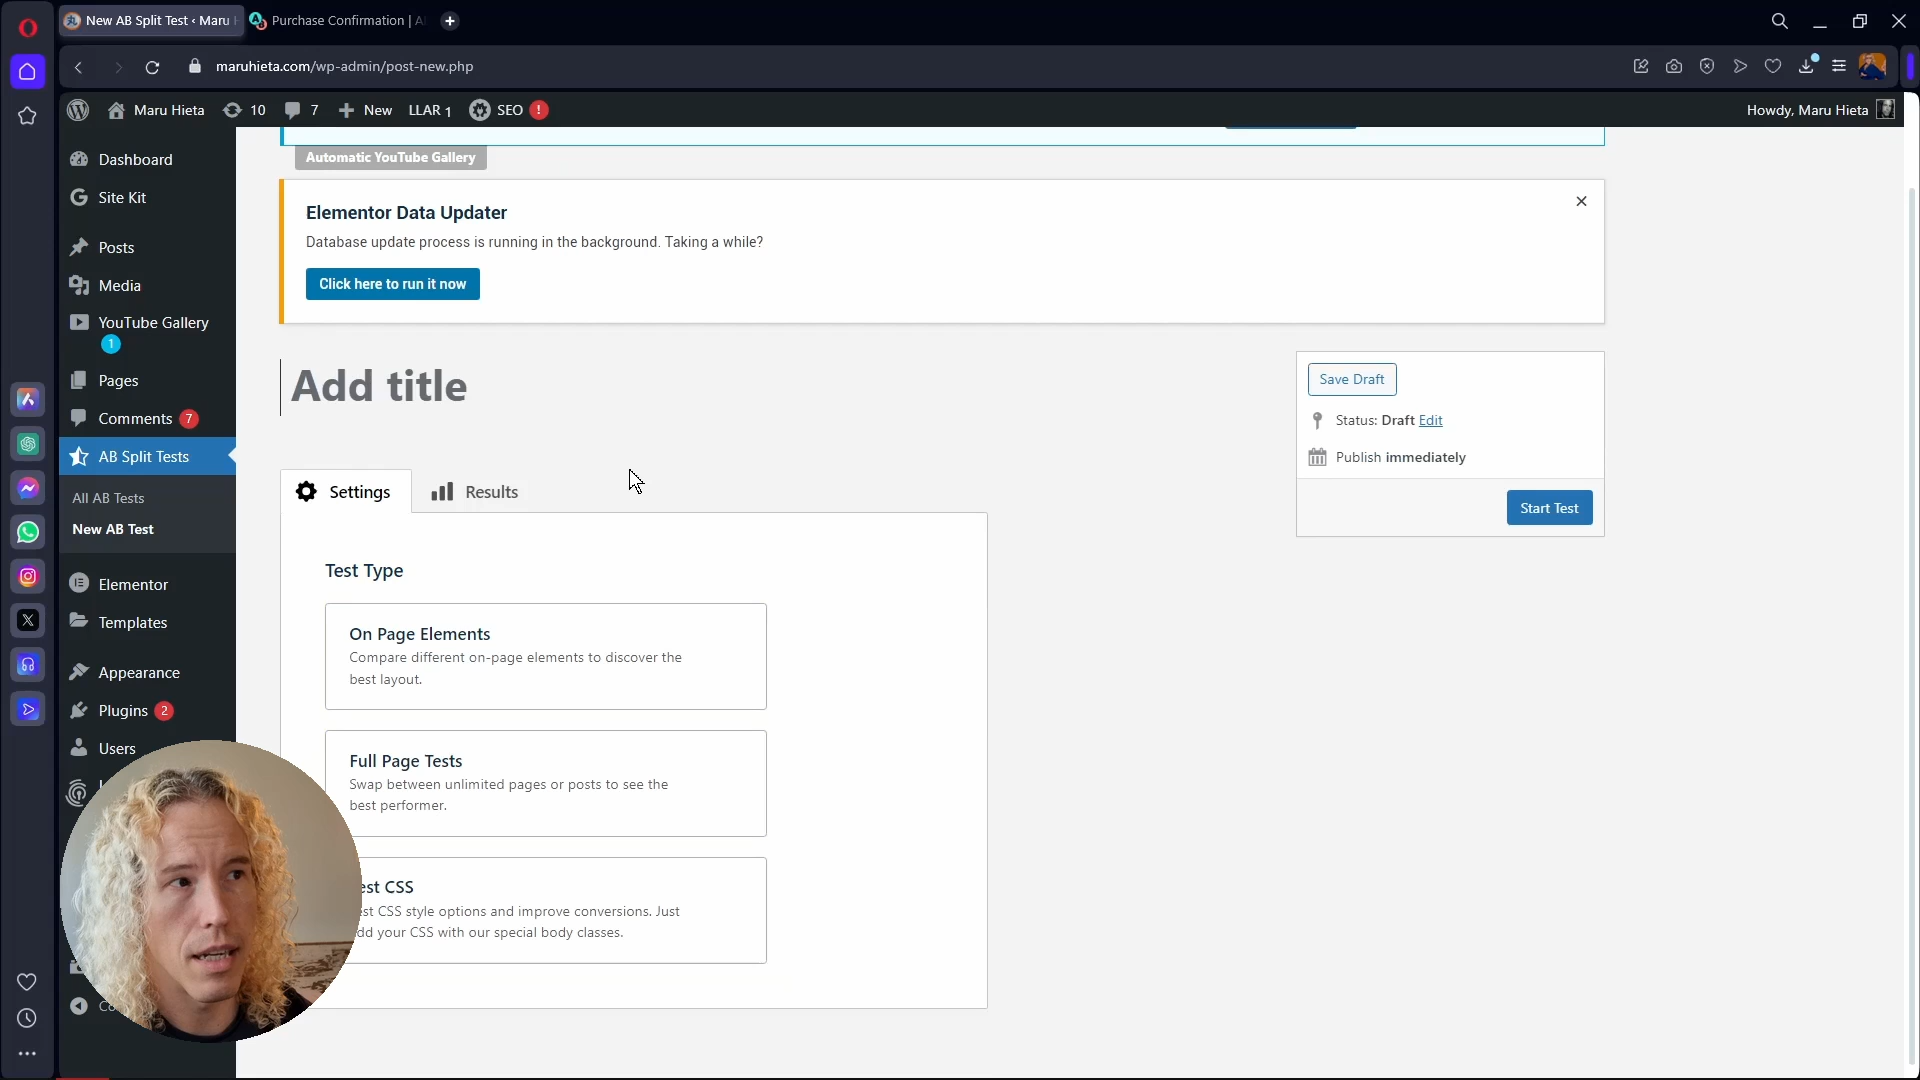 New AB Split Test ‹ Maru
Purchase Confirmation |
maruhieta.com/wp-admin/post-new.php
Maru Hieta
10
7
New
LLAR 1
SEO
!
Howdy, Maru Hieta
Dashboard
Site Kit
Posts
Media
YouTube Gallery
1
Pages
Comments 7
AB Split Tests
All AB Tests
New AB Test
Elementor
Templates
Appearance
Plugins 2
Users
Automatic YouTube Gallery
Elementor Data Updater
Database update process is running in the background. Taking a while?
Click here to run it now
Add title
Settings
Results
Test Type
On Page Elements
Compare different on-page elements to discover the
best layout.
Full Page Tests
Swap between unlimited pages or posts to see the
best performer.
est CSS
st CSS style options and improve conversions. Just
dd your CSS with our special body classes.
Save Draft
Status: Draft Edit
Publish immediately
Start Test